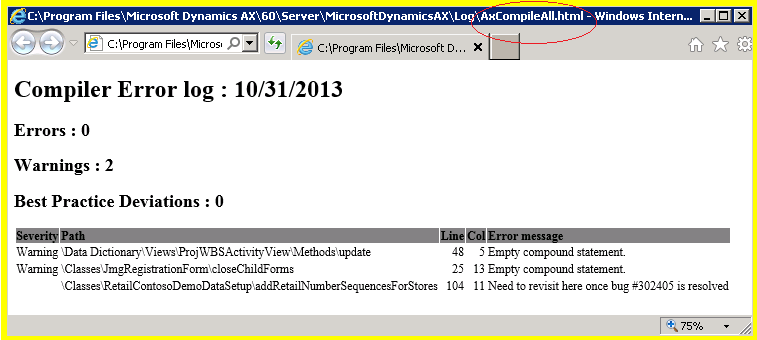 C:\Program Files\Microsoft Dynamics AX\60\Server\MicrosoftDynamicsAX\Log\AxCompileAll.html - Windows Intern...
C:\Program Files\Microso
C:\Program Files\Microsoft D...
Compiler Error log : 10/31/2013
Errors : 0
Warnings : 2
Best Practice Deviations : 0
Severity Path Line Col Error message
Warning \Data Dictionary\Views\ProjWBSActivityView\Methods\update 48 5 Empty compound statement.
Warning \Classes\JmgRegistrationForm\closeChildForms 25 13 Empty compound statement.
\Classes\RetailContosoDemoDataSetup\addRetailNumberSequencesForStores 104 11 Need to revisit here once bug #302405 is resolved
75%